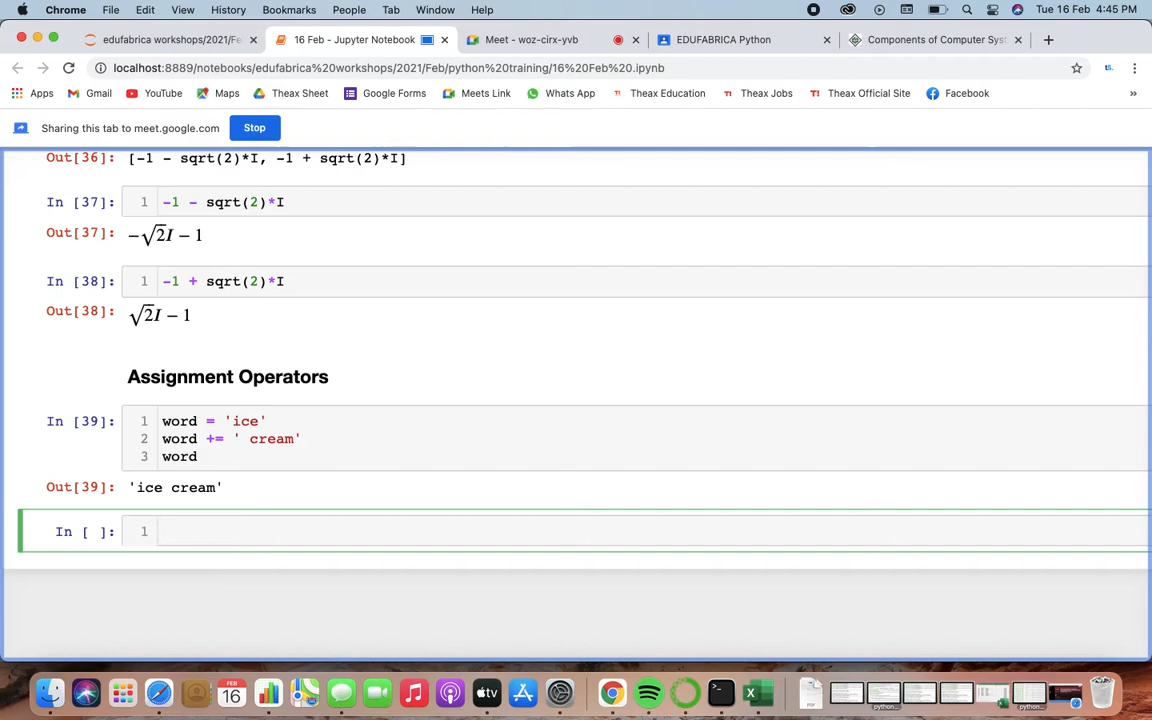 Chrome File Edit View History Bookmarks People Tab Window Help Tue 16 Feb 4:45 PM
edufabrica workshops/2021/Fe 16 Feb - Jupyter Notebook Meet - woz-cirx-yvb EDUFABRICA Python Components of Computer Syst
localhost:8889/notebooks/edufabrica%20workshops/2021/Feb/python%20training/16%20Feb%20.ipynb
Apps Gmail YouTube Maps Theax Sheet Google Forms Meets Link Whats App Theax Education Theax Jobs Theax Official Site Facebook »
Sharing this tab to meet.google.com Stop
Out[36]: [-1 - sqrt(2)*I, -1 + sqrt(2)*I]
In [37]: 1 -1 - sqrt(2)*I
Out[37]: −√2I − 1
In [38]: 1 -1 + sqrt(2)*I
Out[38]: √2I − 1
Assignment Operators
In [39]: 1 word = 'ice'
2 word += ' cream'
3 word
Out[39]: 'ice cream'
In [ ]: 1
FEB
16
tv
PDF
python
python